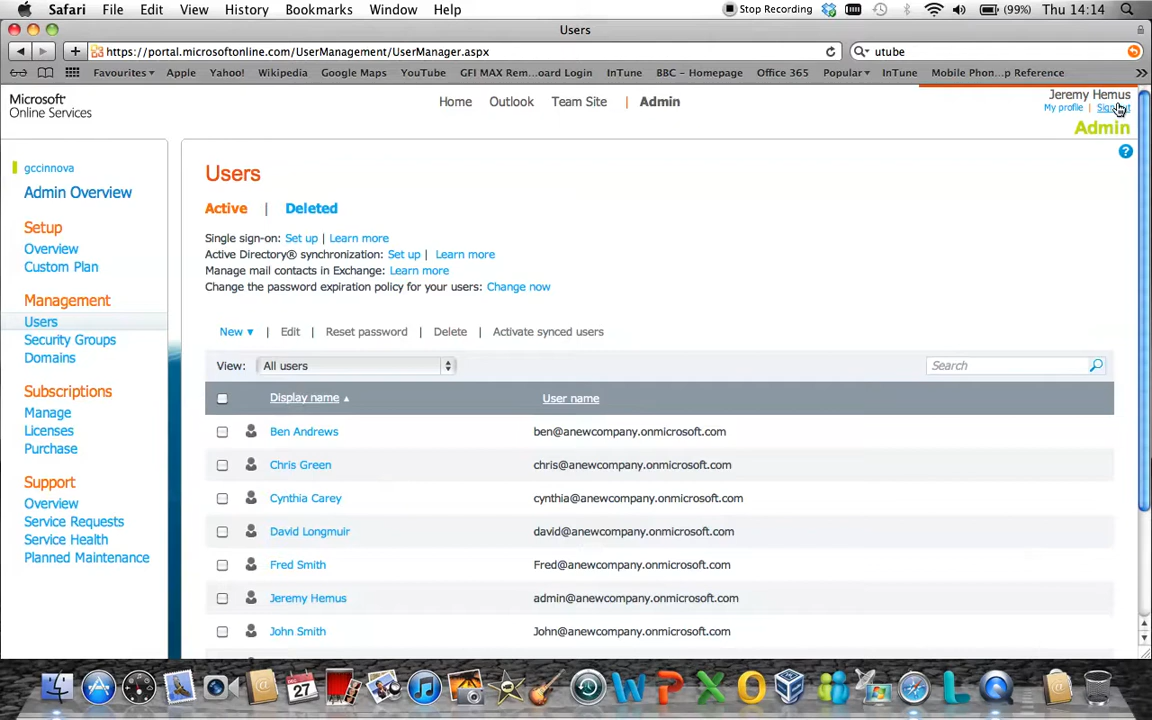 Safari File Edit View History Bookmarks Window Help Stop Recording (99%) Thu 14:14
Users
https://portal.microsoftonline.com/UserManagement/UserManager.aspx utube
Favourites Apple Yahoo! Wikipedia Google Maps YouTube GFI MAX Rem...oard Login InTune BBC - Homepage Office 365 Popular InTune Mobile Phon...p Reference
Microsoft
Online Services
Home Outlook Team Site | Admin
Jeremy Hemus
My profile |
Admin
?
gccinnova
Admin Overview
Setup
Overview
Custom Plan
Management
Users
Security Groups
Domains
Subscriptions
Manage
Licenses
Purchase
Support
Overview
Service Requests
Service Health
Planned Maintenance
Users
Active | Deleted
Single sign-on: Set up | Learn more
Active Directory® synchronization: Set up | Learn more
Manage mail contacts in Exchange: Learn more
Change the password expiration policy for your users: Change now
New | Edit | Reset password | Delete | Activate synced users
View: All users Search
Display name User name
Ben Andrews ben@anewcompany.onmicrosoft.com
Chris Green chris@anewcompany.onmicrosoft.com
Cynthia Carey cynthia@anewcompany.onmicrosoft.com
David Longmuir david@anewcompany.onmicrosoft.com
Fred Smith Fred@anewcompany.onmicrosoft.com
Jeremy Hemus admin@anewcompany.onmicrosoft.com
John Smith John@anewcompany.onmicrosoft.com
DEC 27